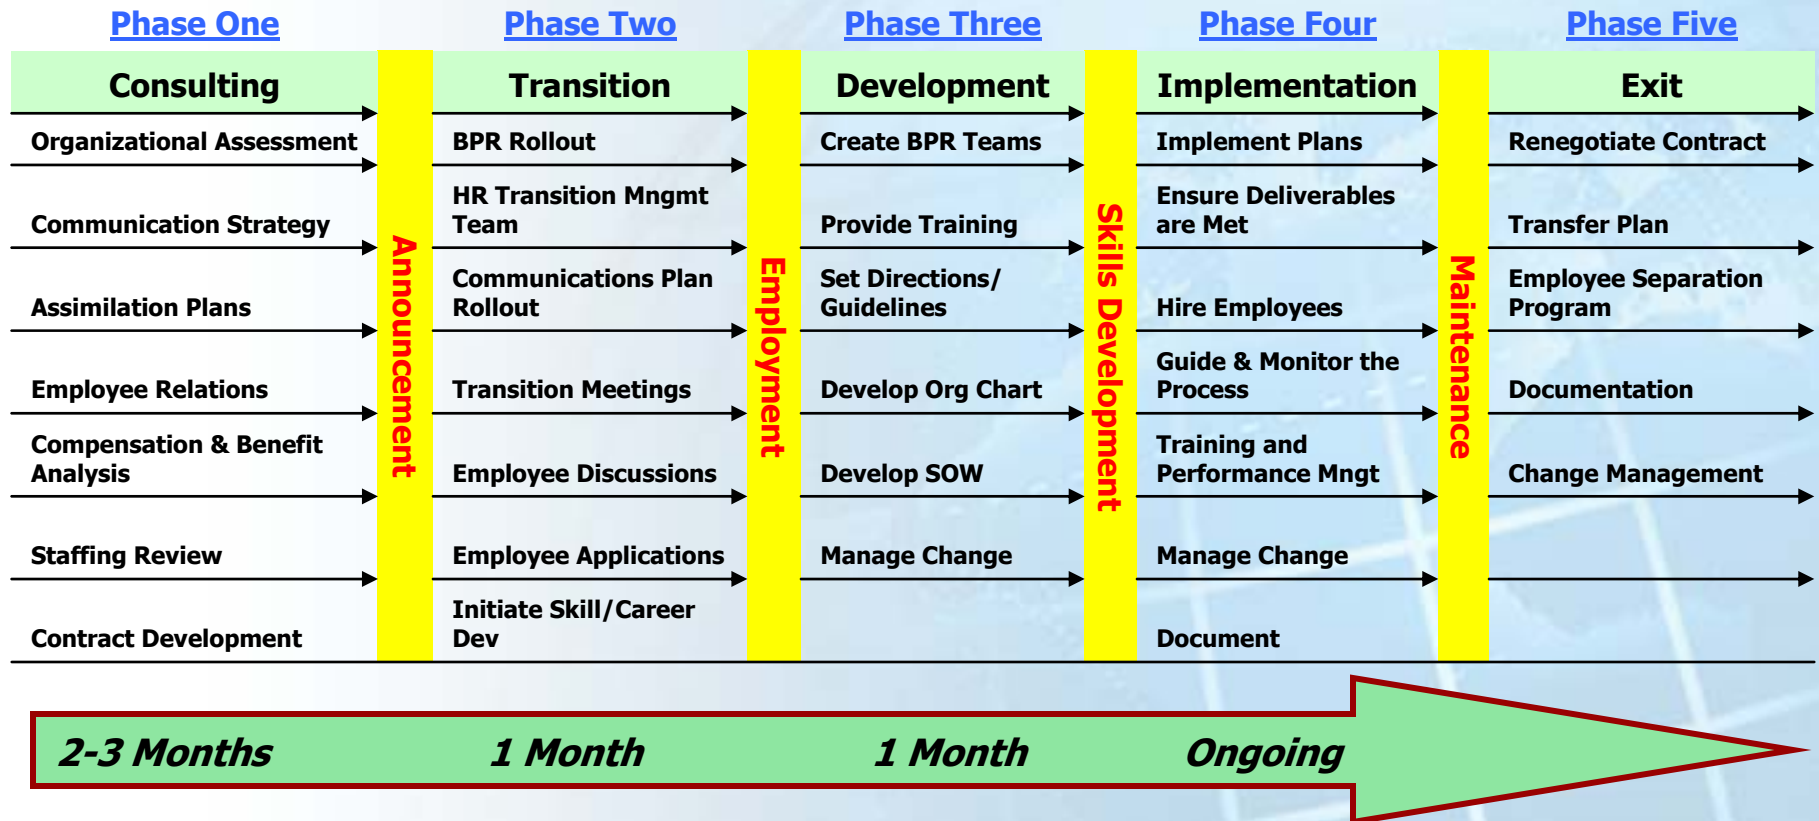 Phase One
Phase Two
Phase Three
Phase Four
Phase Five
Consulting
Transition
Development
Implementation
Exit
Organizational Assessment
Communication Strategy
Assimilation Plans
Employee Relations
Compensation & Benefit
Analysis
Staffing Review
Contract Development
Announcement
BPR Rollout
HR Transition Mngmt
Team
Communications Plan
Rollout
Transition Meetings
Employee Discussions
Employee Applications
Initiate Skill/Career
Dev
Employment
Create BPR Teams
Provide Training
Set Directions/
Guidelines
Develop Org Chart
Develop SOW
Manage Change
Skills Development
Implement Plans
Ensure Deliverables
are Met
Hire Employees
Guide & Monitor the
Process
Training and
Performance Mngt
Manage Change
Document
Maintenance
Renegotiate Contract
Transfer Plan
Employee Separation
Program
Documentation
Change Management
2-3 Months
1 Month
1 Month
Ongoing